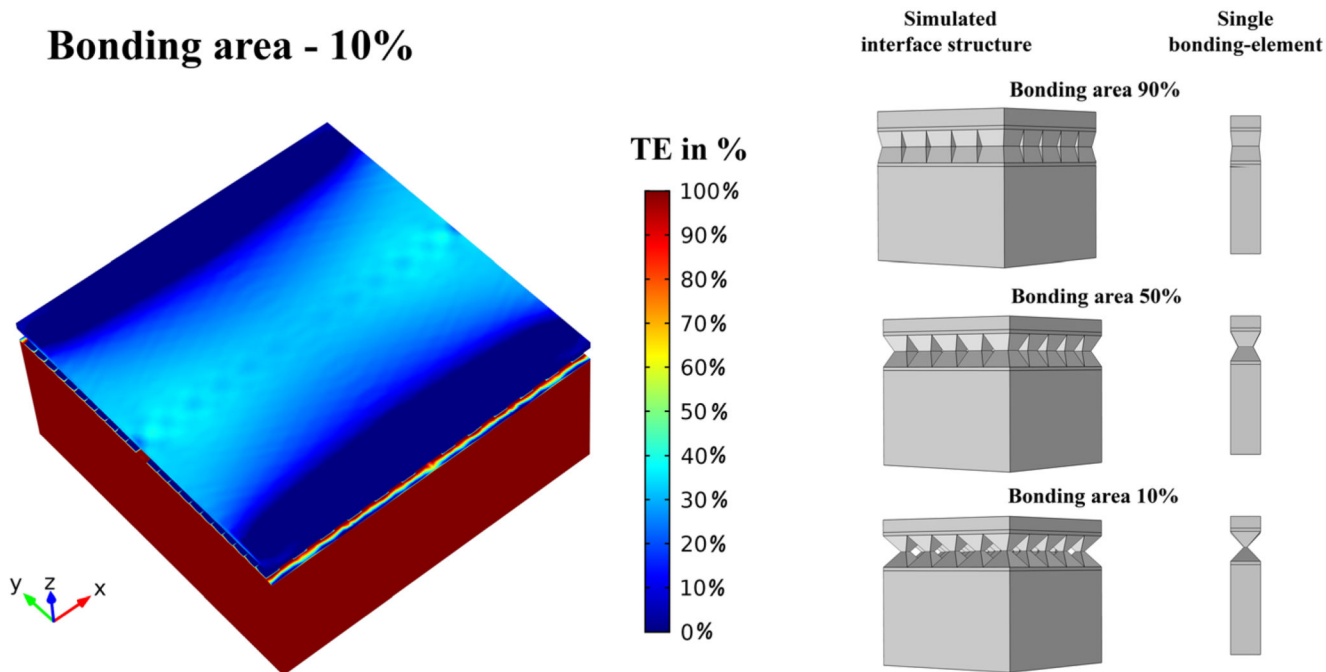 Bonding area - 10%
TE in %
100%
90%
80%
70%
60%
50%
40%
30%
20%
10%
0%
y
z
x
Simulated
interface structure
Single
bonding-element
Bonding area 90%
Bonding area 50%
Bonding area 10%